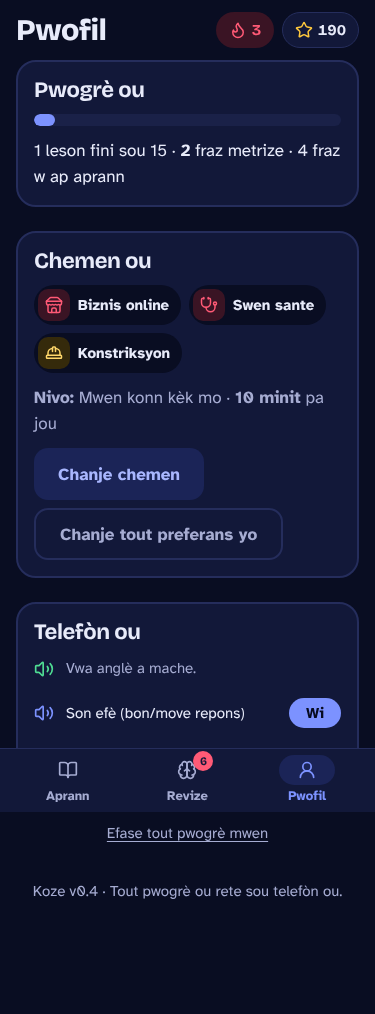 Pwofil
3
190
Pwogrè ou
1 leson fini sou 15 · 2 fraz metrize · 4 fraz
w ap aprann
Chemen ou
Biznis online
Swen sante
Konstriksyon
Nivo: Mwen konn kèk mo · 10 minit pa
jou
Chanje chemen
Chanje tout preferans yo
Telefòn ou
Vwa anglè a mache.
Son efè (bon/move repons)
Wi
6
Aprann
Revize
Pwofil
Efase tout pwogrè mwen
Koze v0.4 · Tout pwogrè ou rete sou telefòn ou.